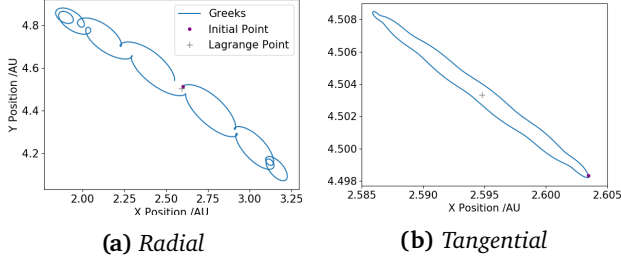 4.8
4.6
4.4
4.2
Y Position /AU
2.00 2.25 2.50 2.75 3.00 3.25
X Position /AU
Greeks
Initial Point
Lagrange Point
(a) Radial
4.508
4.506
4.504
4.502
4.500
4.498
Y Position /AU
2.585 2.590 2.595 2.600 2.605
X Position /AU
(b) Tangential